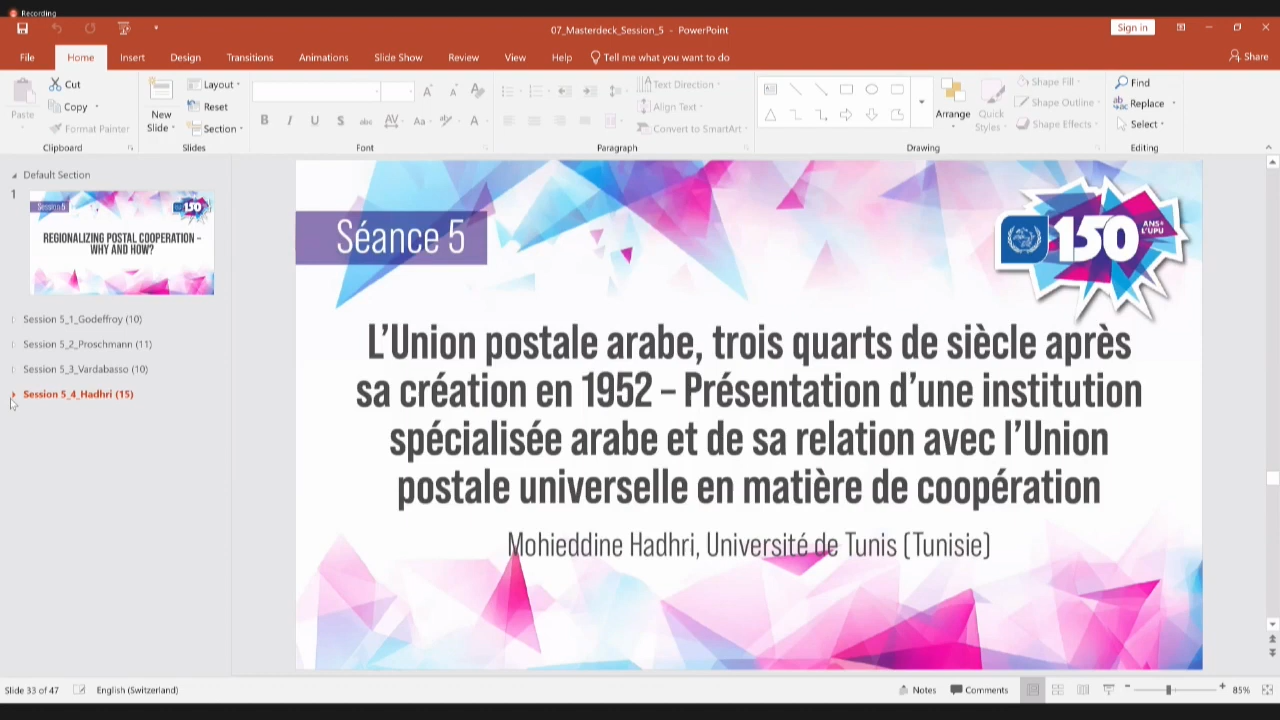 Recording
07_Masterdeck_Session_5 - PowerPoint
Sign in
File Home Insert Design Transitions Animations Slide Show Review View Help Tell me what you want to do
Share
Paste
Cut
Copy
Format Painter
Clipboard
New Slide
Layout
Reset
Section
Slides
B I U S abc AV Aa A
Font
Text Direction
Align Text
Convert to SmartArt
Paragraph
Arrange
Quick Styles
Shape Fill
Shape Outline
Shape Effects
Drawing
Find
Replace
Select
Editing
Default Section
1
Session 5
150
REGIONALIZING POSTAL COOPERATION –
WHY AND HOW?
Session 5_1_Godeffroy (10)
Session 5_2_Proschmann (11)
Session 5_3_Vardabasso (10)
Session 5_4_Hadhri (15)
Séance 5
150 ANS+
L'UPU
L’Union postale arabe, trois quarts de siècle après
sa création en 1952 – Présentation d’une institution
spécialisée arabe et de sa relation avec l’Union
postale universelle en matière de coopération
Mohieddine Hadhri, Université de Tunis (Tunisie)
Slide 33 of 47 English (Switzerland) Notes Comments 85%